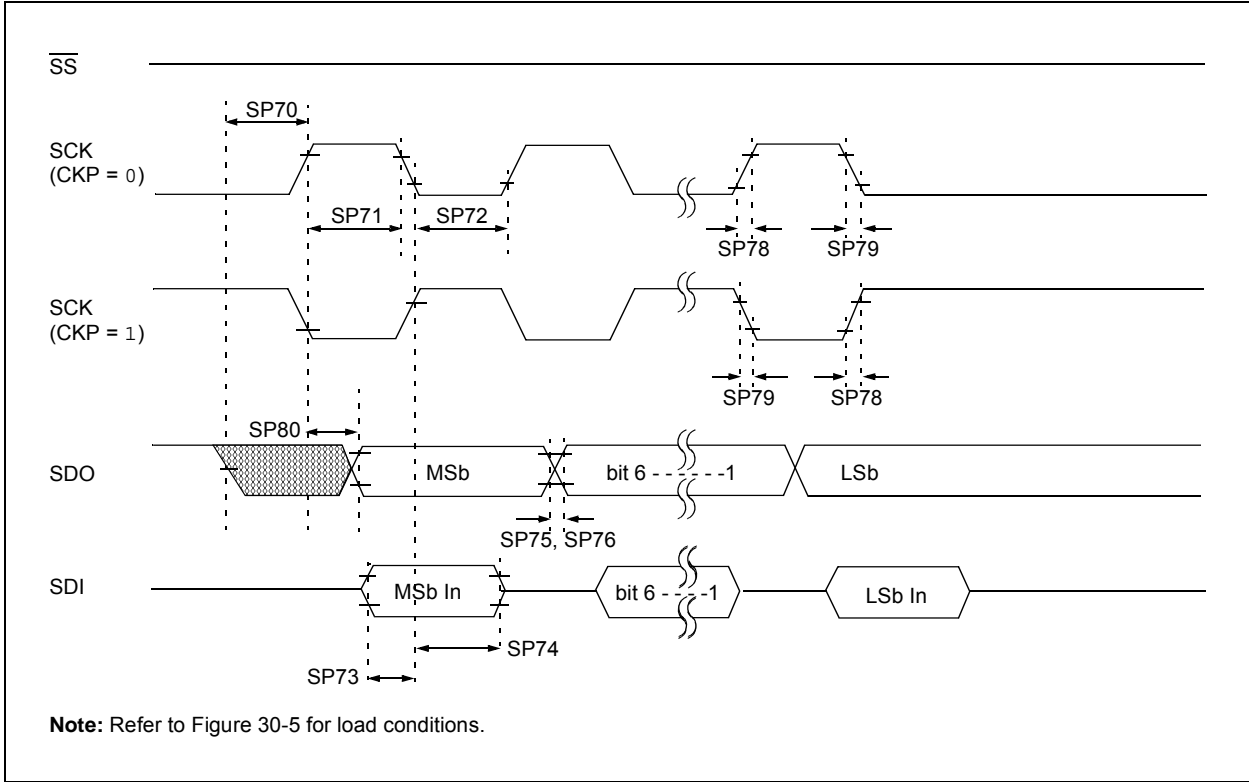 SS
SP70
SCK
(CKP = 0)
SP71
SP72
SP78
SP79
SCK
(CKP = 1)
SP79
SP78
SP80
SDO
MSb
bit 6 - - - - - -1
LSb
SP75, SP76
SDI
MSb In
bit 6 - - - -1
LSb In
SP74
SP73
Note: Refer to Figure 30-5 for load conditions.